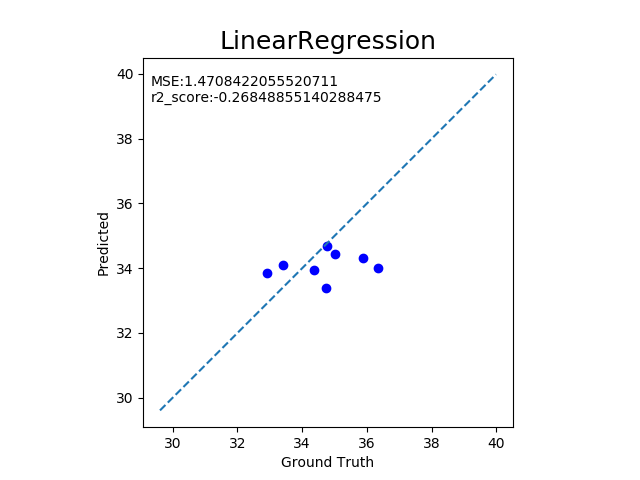 LinearRegression
MSE:1.4708422055520711
r2_score:-0.26848855140288475
40
38
36
34
32
30
Predicted
30 32 34 36 38 40
Ground Truth